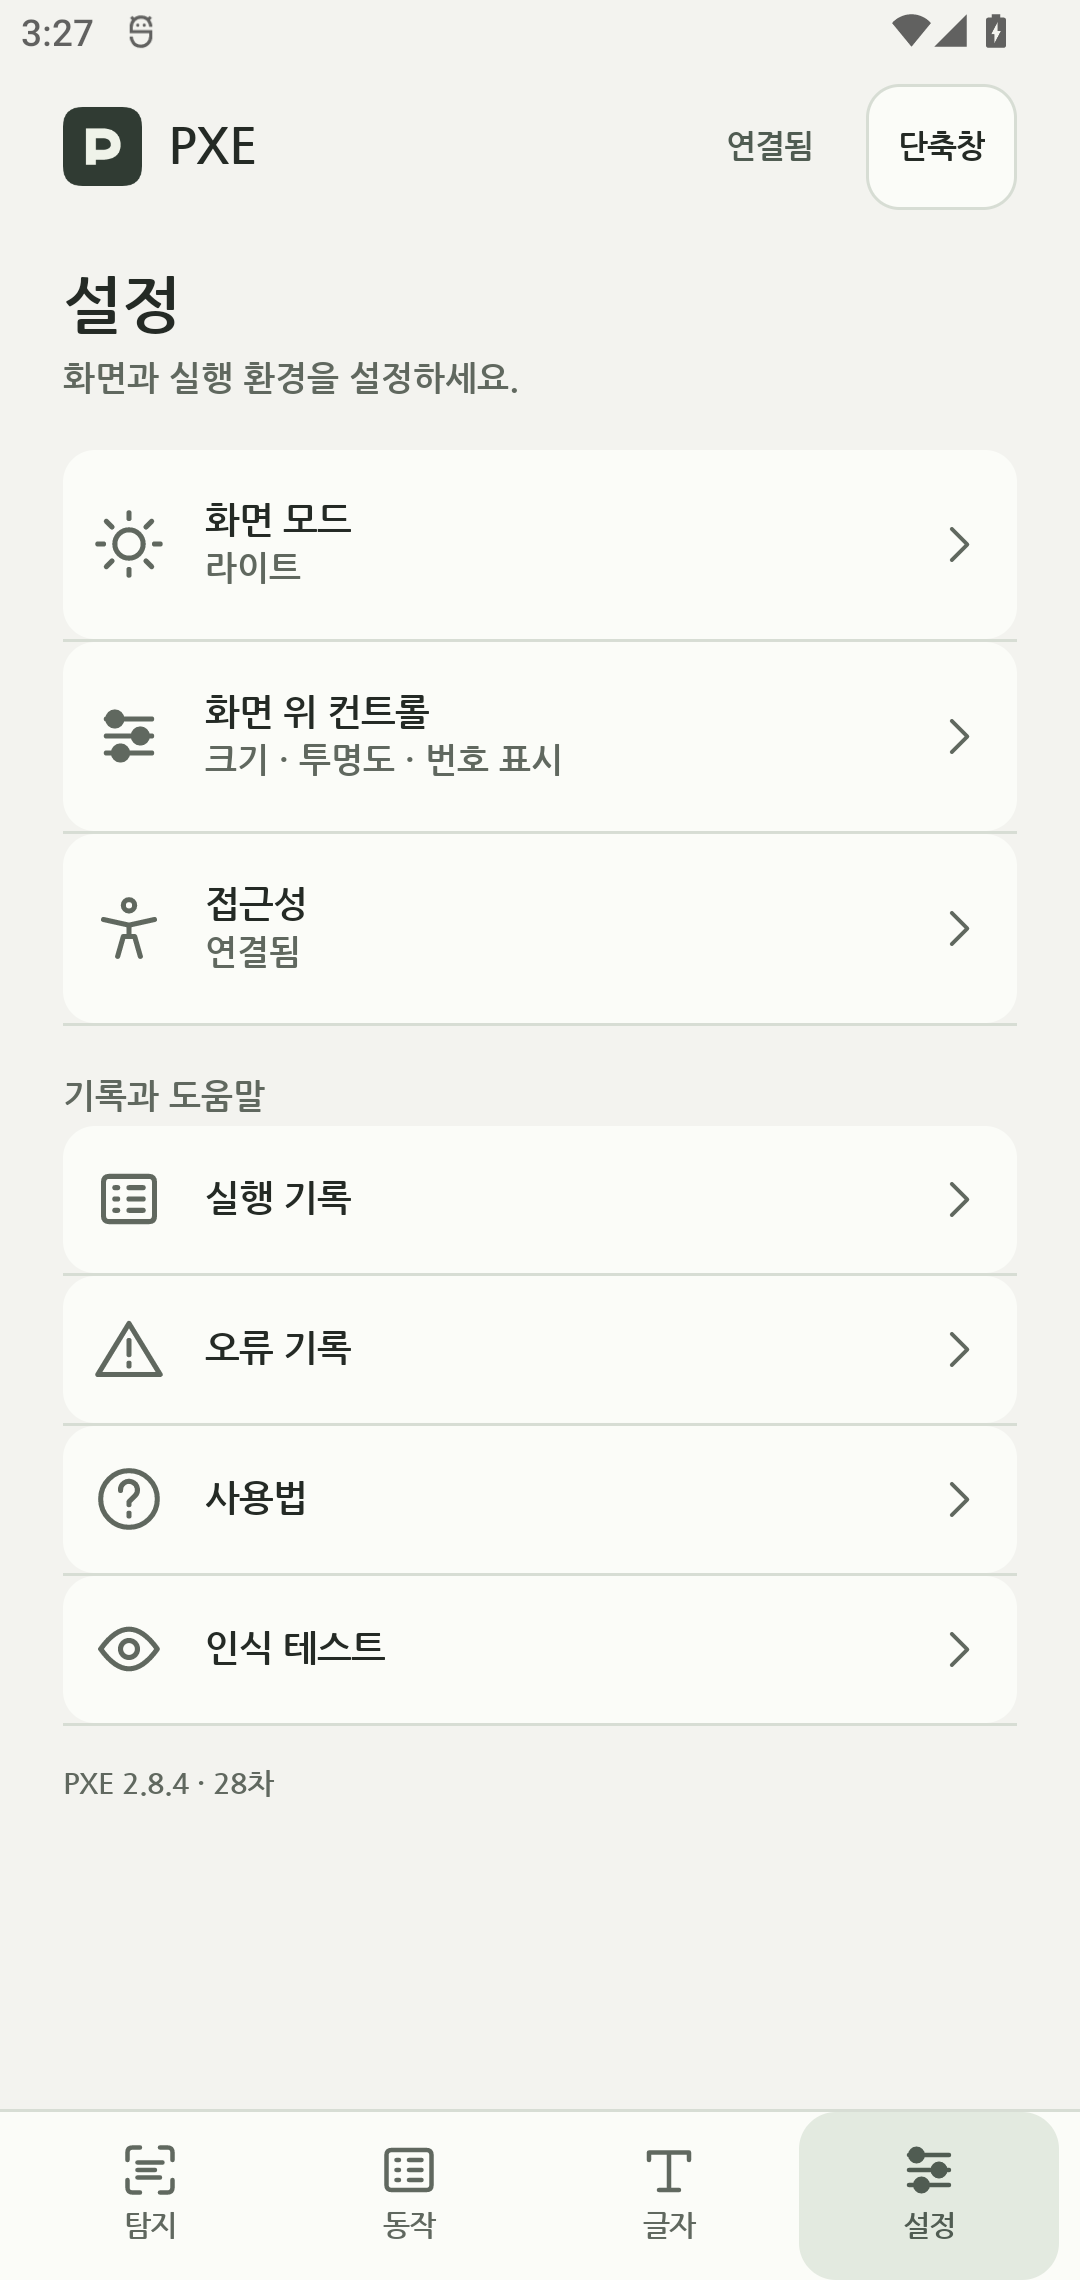 3:27
PXE
연결됨
단축창
설정
화면과 실행 환경을 설정하세요.
화면 모드
라이트
화면 위 컨트롤
크기 · 투명도 · 번호 표시
접근성
연결됨
기록과 도움말
실행 기록
오류 기록
사용법
인식 테스트
PXE 2.8.4 · 28차
탐지
동작
글자
설정